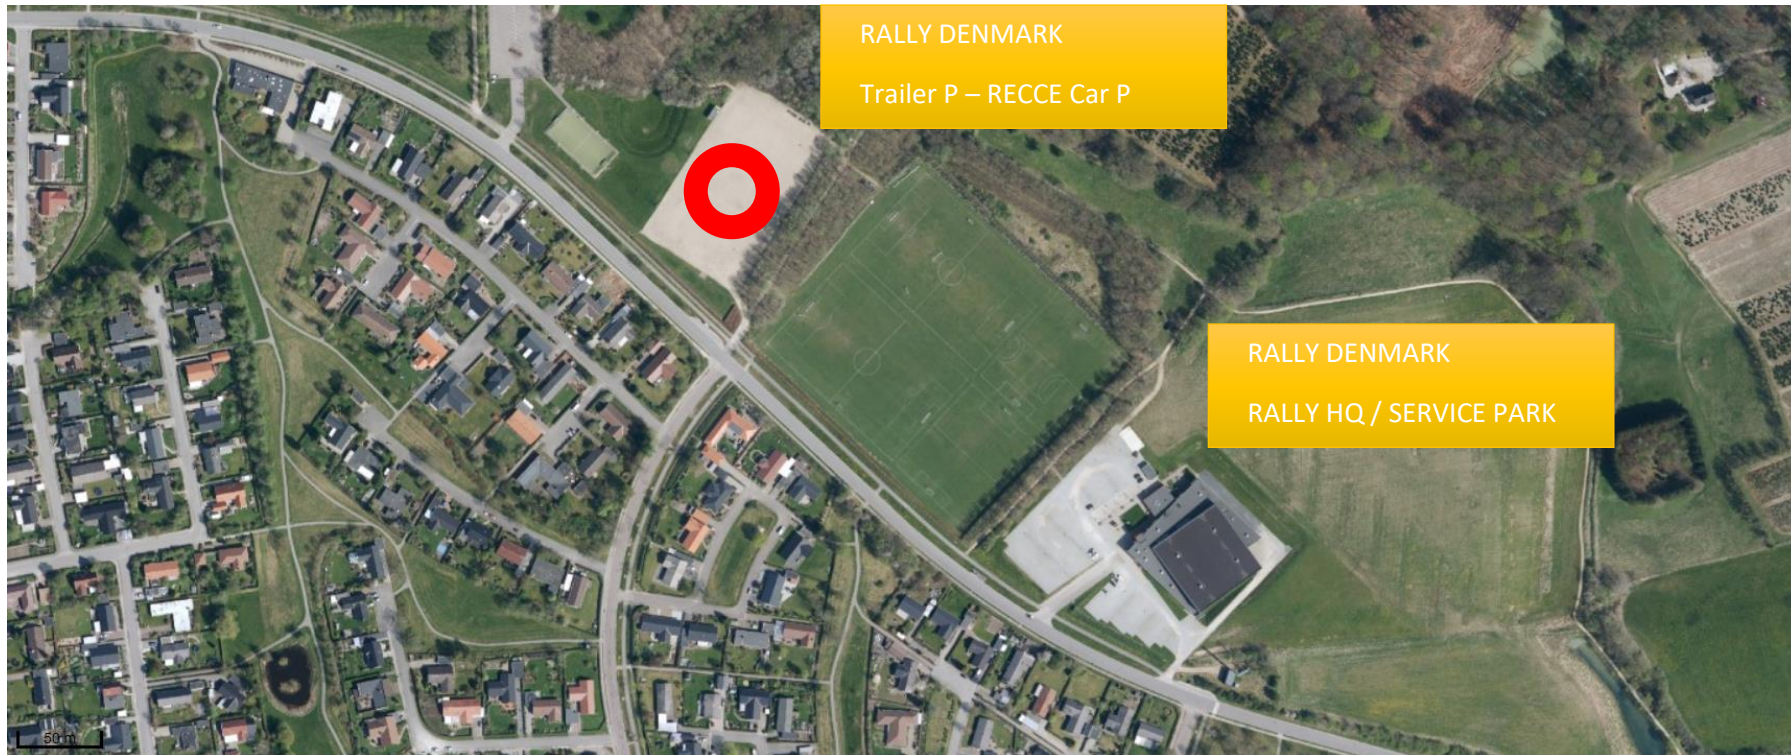 RALLY DENMARK
Trailer P – RECCE Car P
RALLY DENMARK
RALLY HQ / SERVICE PARK
50 m